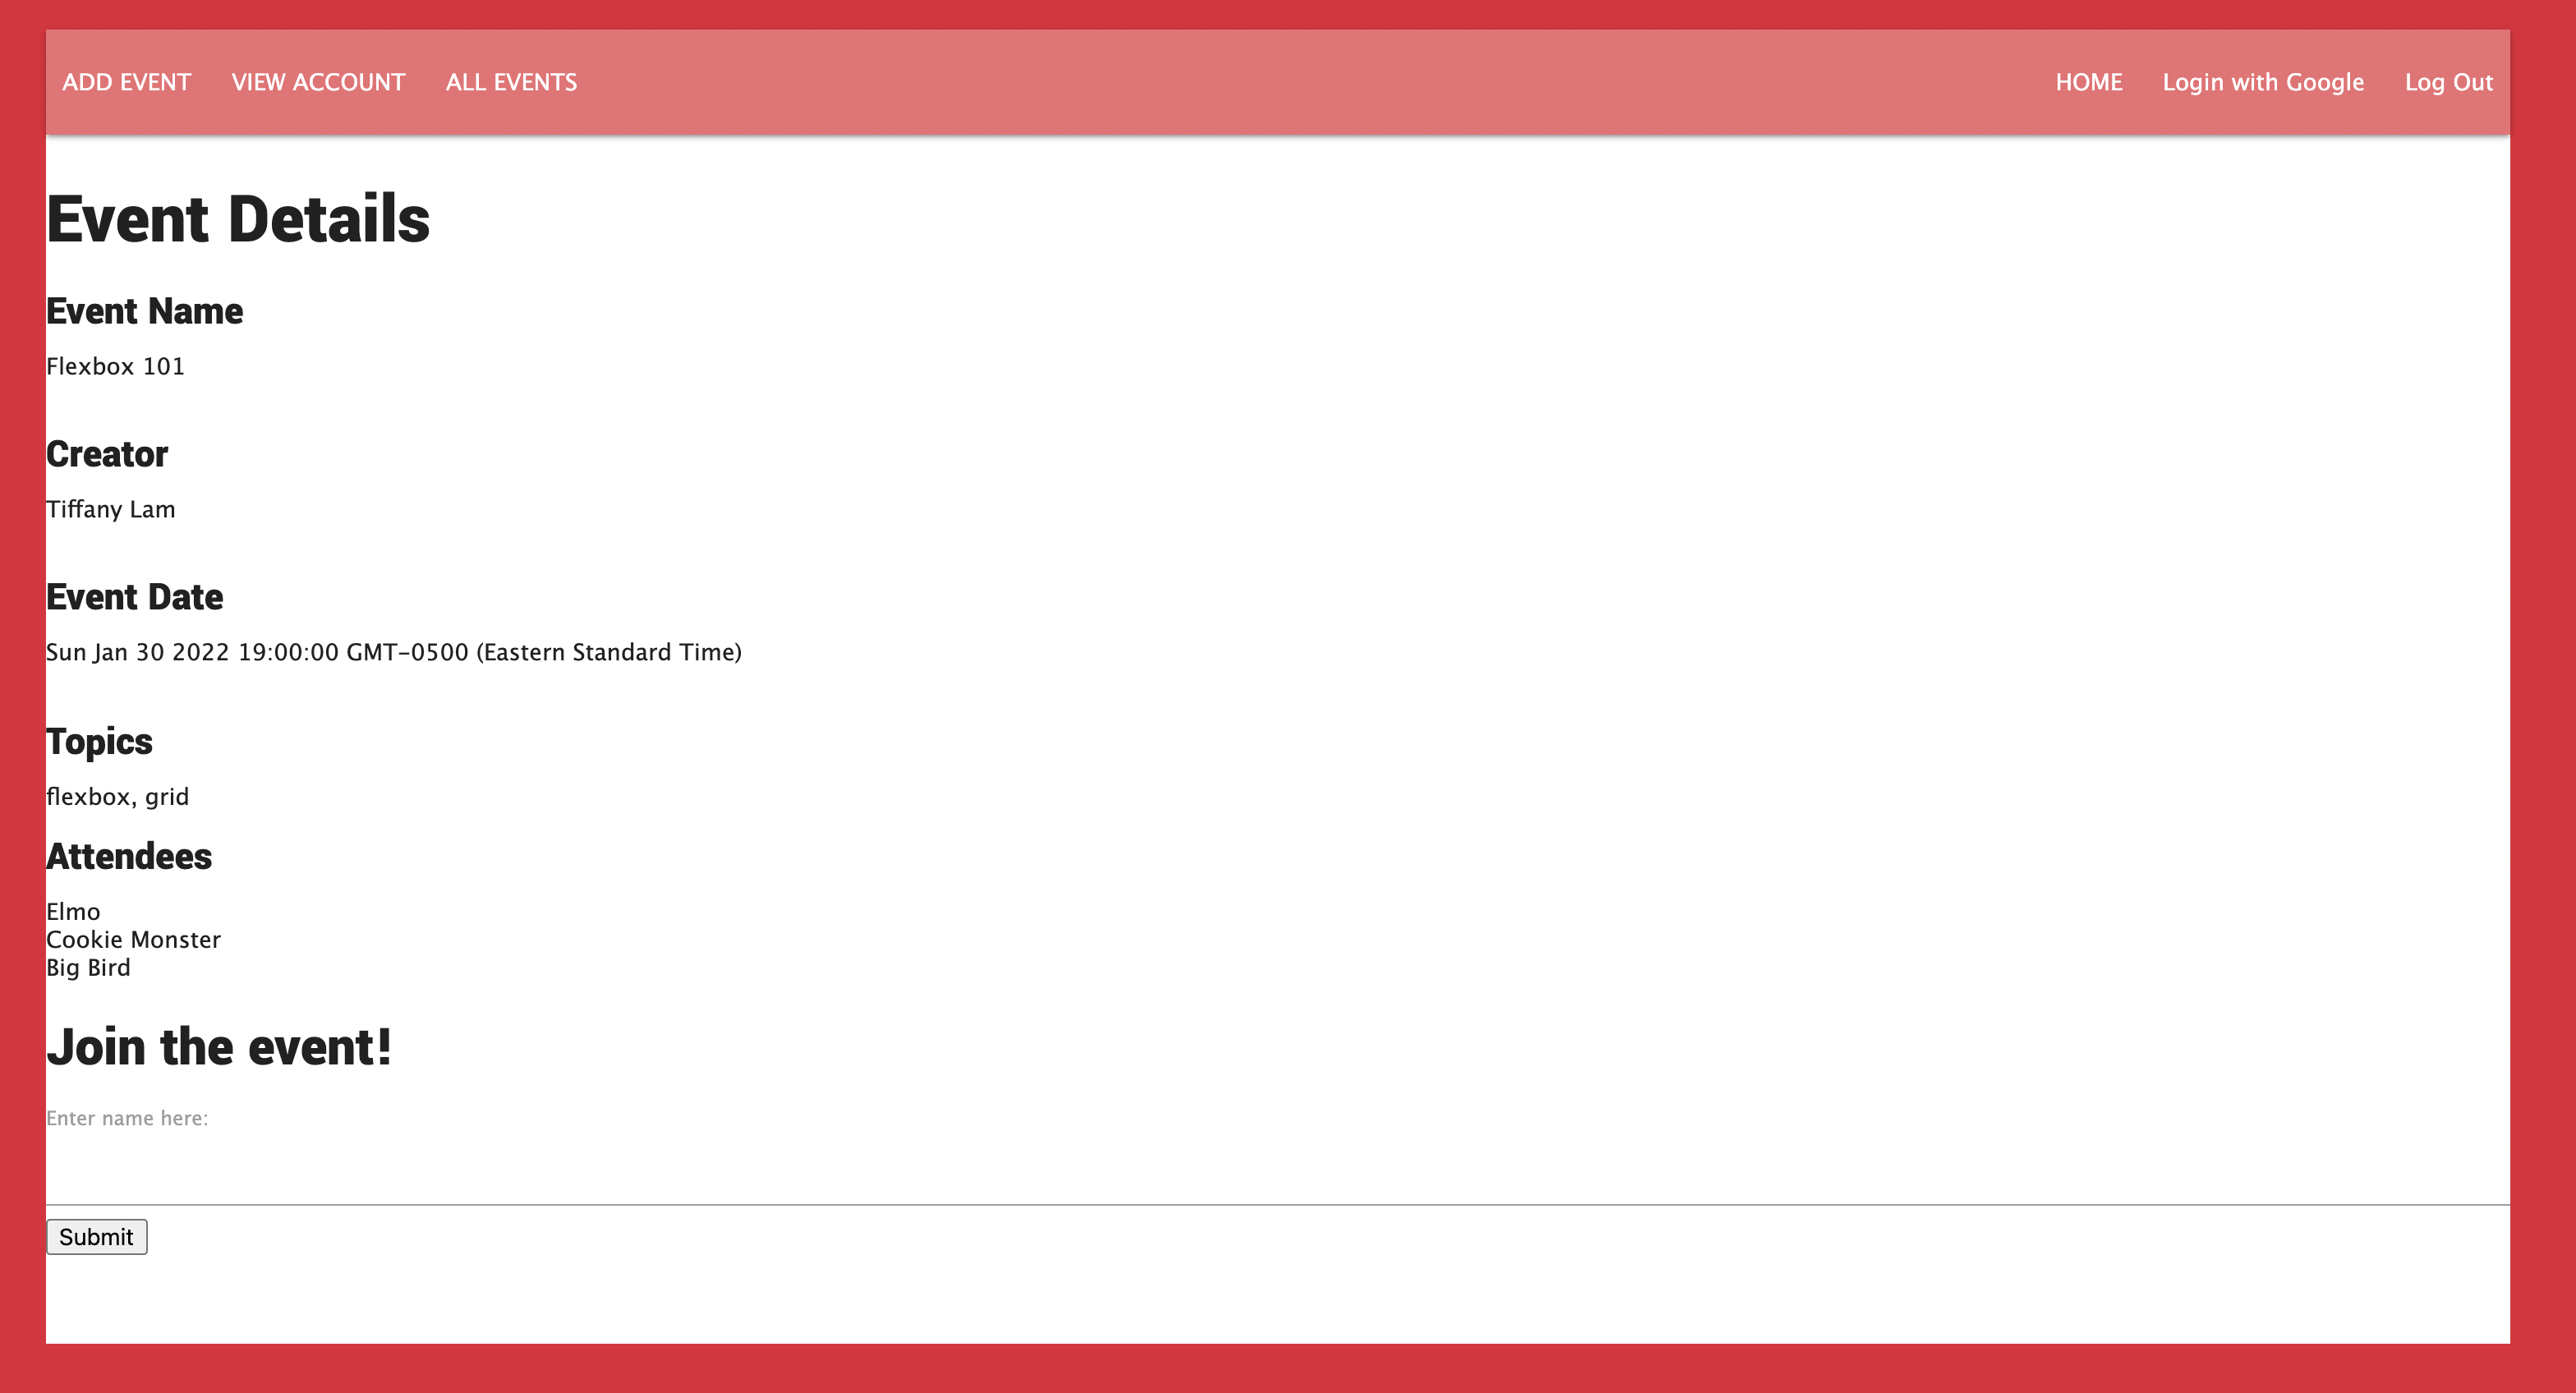 ADD EVENT VIEW ACCOUNT ALL EVENTS HOME Login with Google Log Out
Event Details
Event Name
Flexbox 101
Creator
Tiffany Lam
Event Date
Sun Jan 30 2022 19:00:00 GMT-0500 (Eastern Standard Time)
Topics
flexbox, grid
Attendees
Elmo
Cookie Monster
Big Bird
Join the event!
Enter name here:
Submit